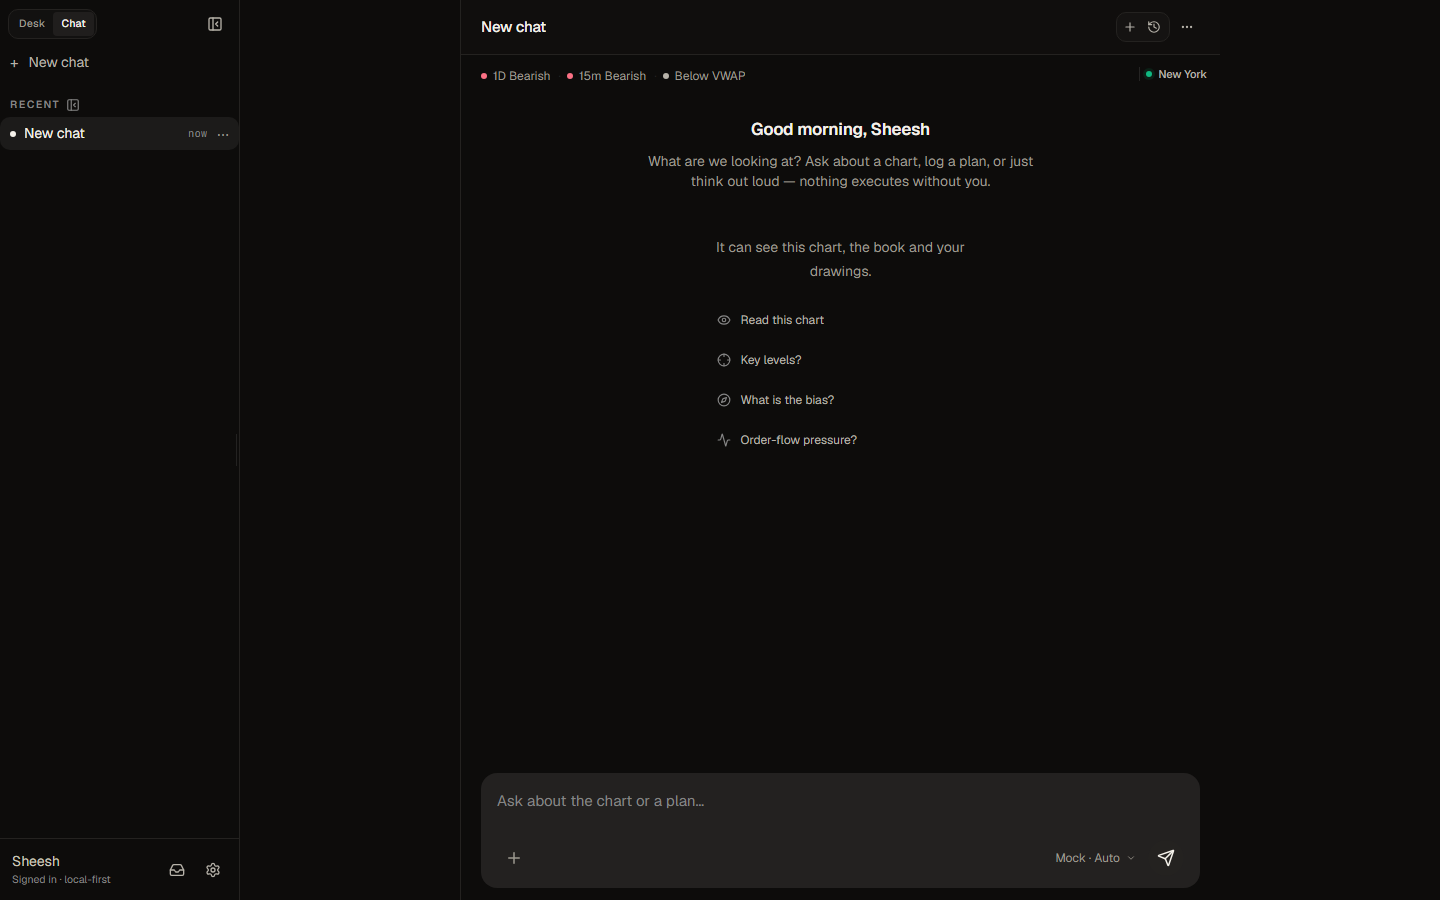 Desk Chat
+ New chat
RECENT
New chat now ...
Sheesh
Signed in · local-first
New chat
1D Bearish 15m Bearish Below VWAP
New York
Good morning, Sheesh
What are we looking at? Ask about a chart, log a plan, or just
think out loud — nothing executes without you.
It can see this chart, the book and your
drawings.
Read this chart
Key levels?
What is the bias?
Order-flow pressure?
Ask about the chart or a plan...
Mock · Auto